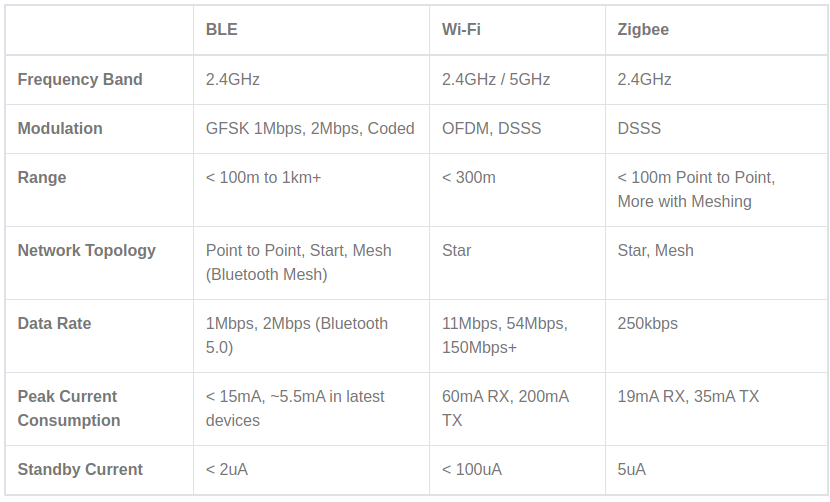 BLE Wi-Fi Zigbee
Frequency Band 2.4GHz 2.4GHz / 5GHz 2.4GHz
Modulation GFSK 1Mbps, 2Mbps, Coded OFDM, DSSS DSSS
Range < 100m to 1km+ < 300m < 100m Point to Point,
More with Meshing
Network Topology Point to Point, Start, Mesh Star Star, Mesh
(Bluetooth Mesh)
Data Rate 1Mbps, 2Mbps (Bluetooth 11Mbps, 54Mbps, 250kbps
5.0) 150Mbps+
Peak Current < 15mA, ~5.5mA in latest 60mA RX, 200mA 19mA RX, 35mA TX
Consumption devices TX
Standby Current < 2uA < 100uA 5uA